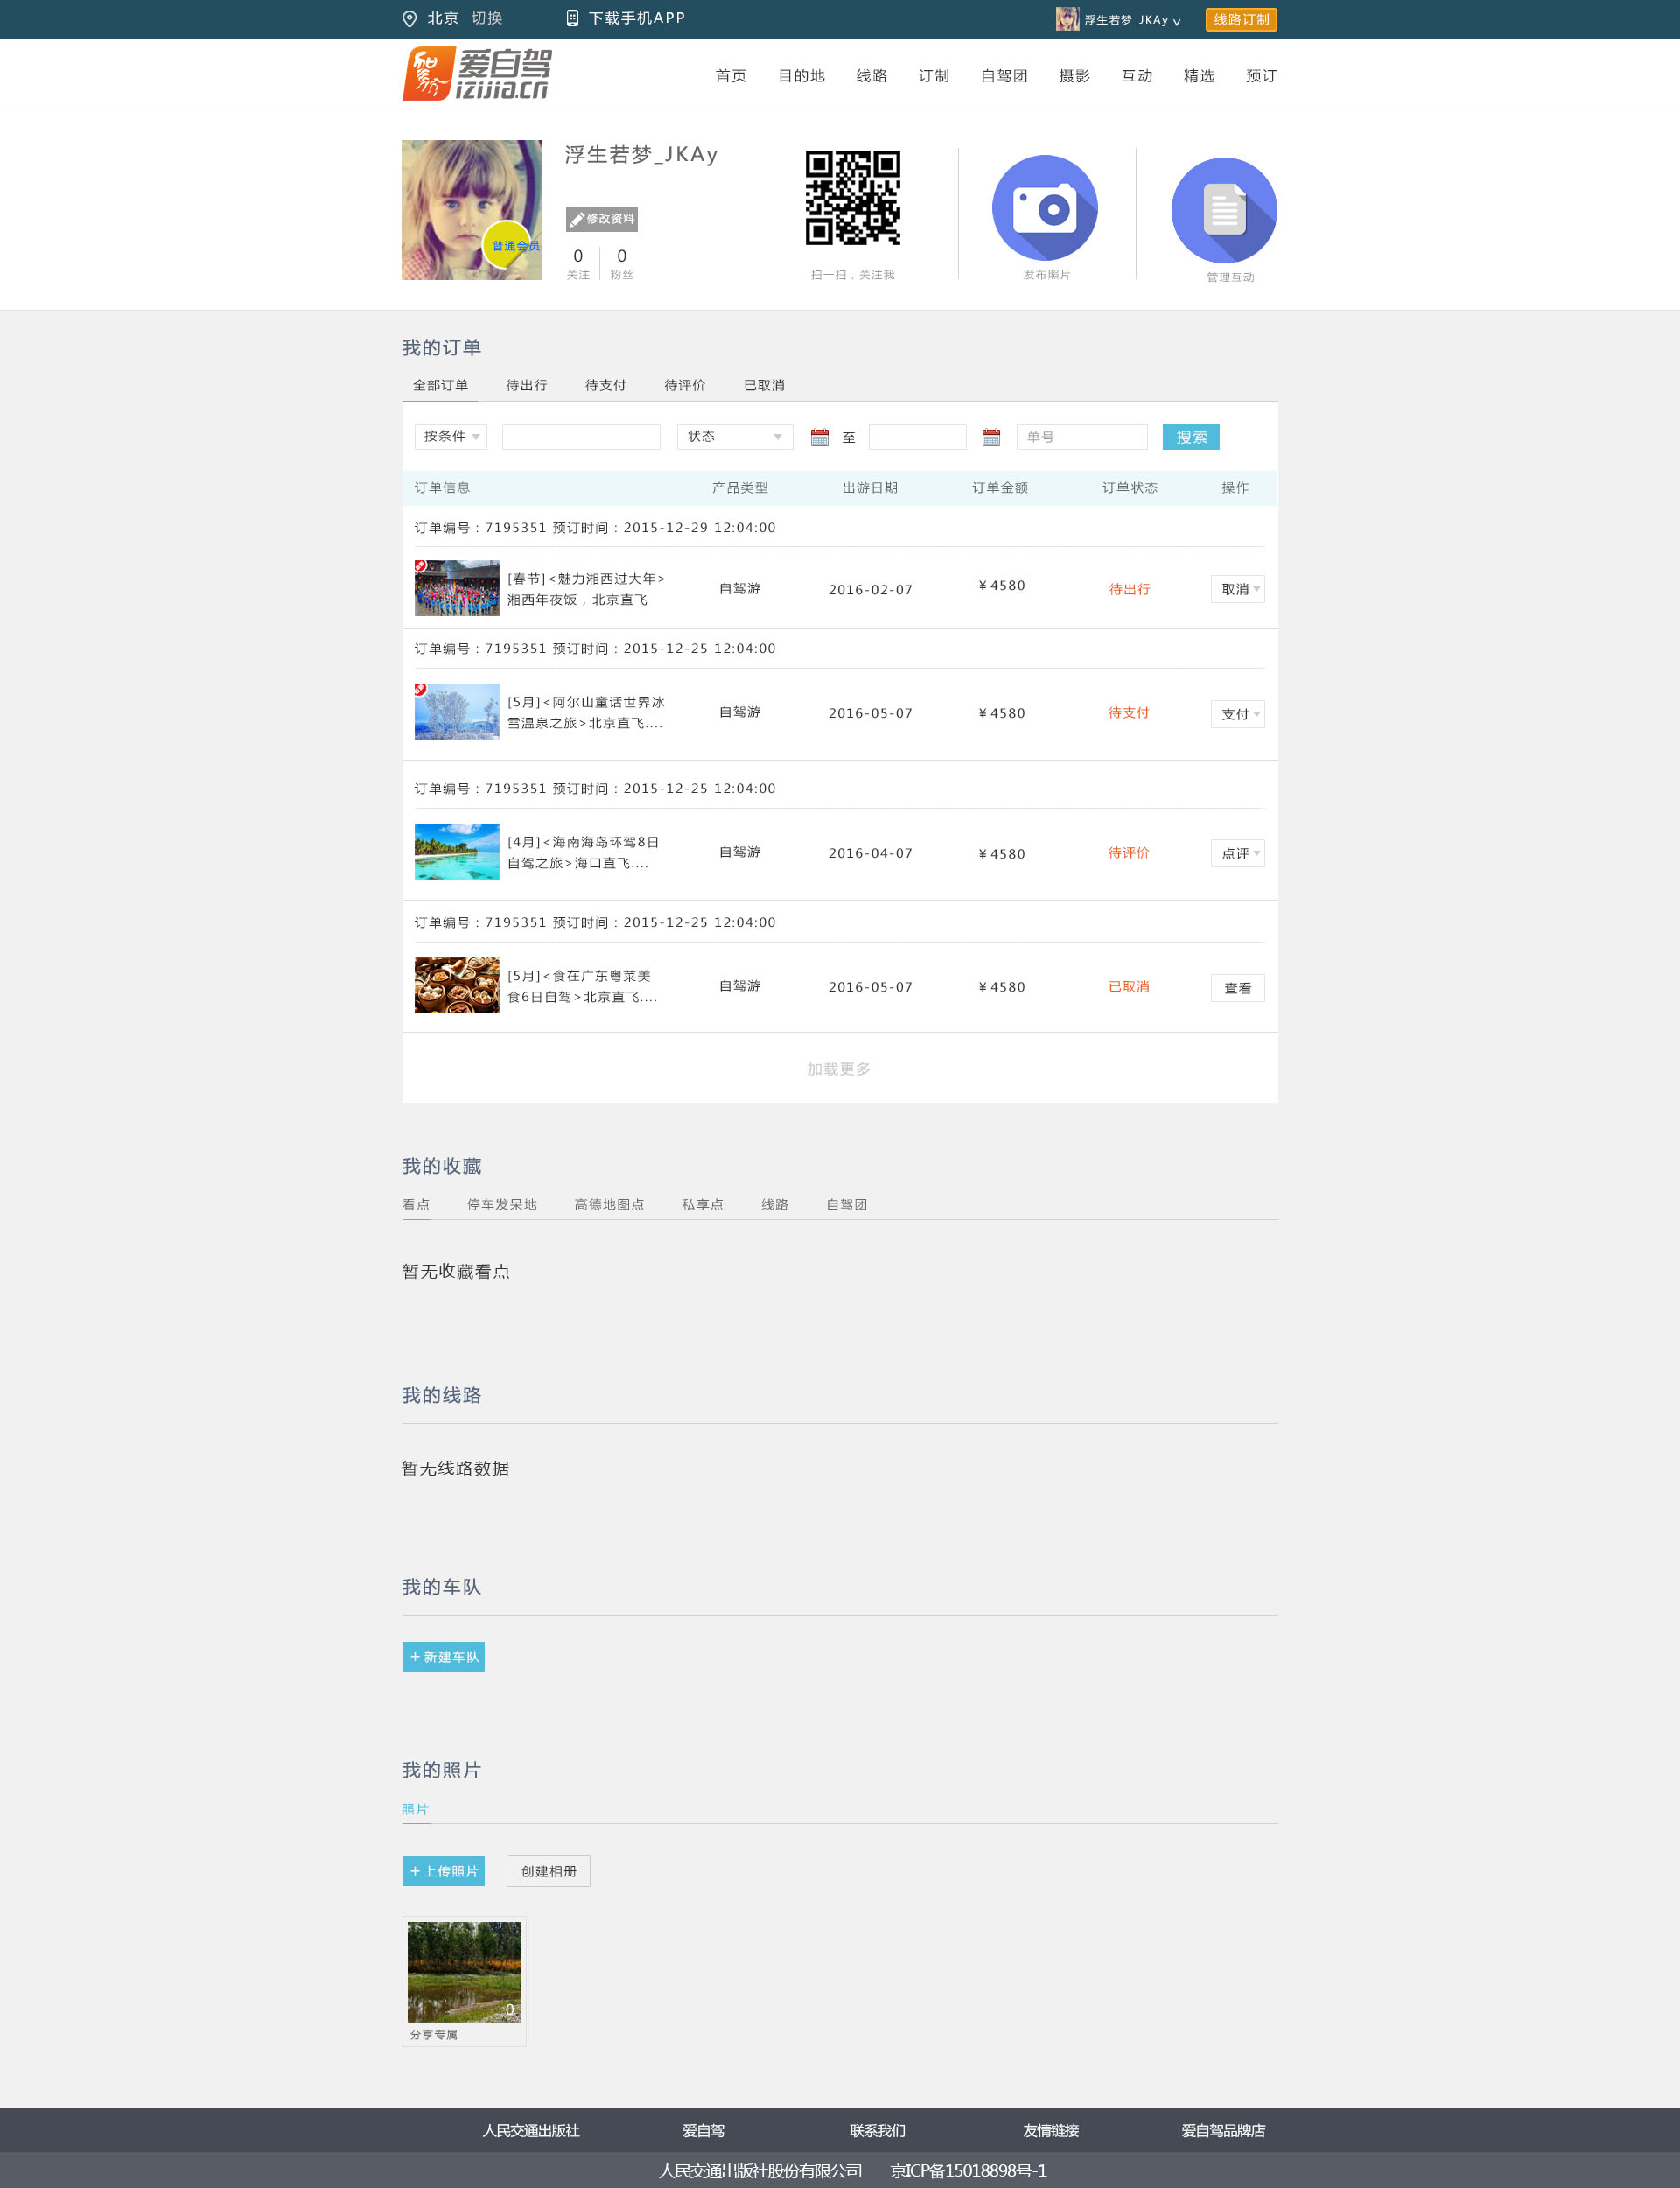 北京 切换 下载手机APP 浮生若梦_JKAy 线路订制
爱自驾
izijia.cn
首页 目的地 线路 订制 自驾团 摄影 互动 精选 预订
浮生若梦_JKAy
普通会员
修改资料
0 0
关注 粉丝
扫一扫，关注我
发布照片
管理互动
我的订单
全部订单 待出行 待支付 待评价 已取消
按条件 状态 至 单号 搜索
订单信息 产品类型 出游日期 订单金额 订单状态 操作
订单编号：7195351 预订时间：2015-12-29 12:04:00
[春节]<魅力湘西过大年>
湘西年夜饭，北京直飞
自驾游 2016-02-07 ¥ 4580 待出行 取消
订单编号：7195351 预订时间：2015-12-25 12:04:00
[5月]<阿尔山童话世界冰
雪温泉之旅>北京直飞....
自驾游 2016-05-07 ¥ 4580 待支付 支付
订单编号：7195351 预订时间：2015-12-25 12:04:00
[4月]<海南海岛环驾8日
自驾之旅>海口直飞....
自驾游 2016-04-07 ¥ 4580 待评价 点评
订单编号：7195351 预订时间：2015-12-25 12:04:00
[5月]<食在广东粤菜美
食6日自驾>北京直飞....
自驾游 2016-05-07 ¥ 4580 已取消 查看
加载更多
我的收藏
看点 停车发呆地 高德地图点 私享点 线路 自驾团
暂无收藏看点
我的线路
暂无线路数据
我的车队
+ 新建车队
我的照片
照片
+ 上传照片 创建相册
0
分享专属
人民交通出版社 爱自驾 联系我们 友情链接 爱自驾品牌店
人民交通出版社股份有限公司 京ICP备15018898号-1